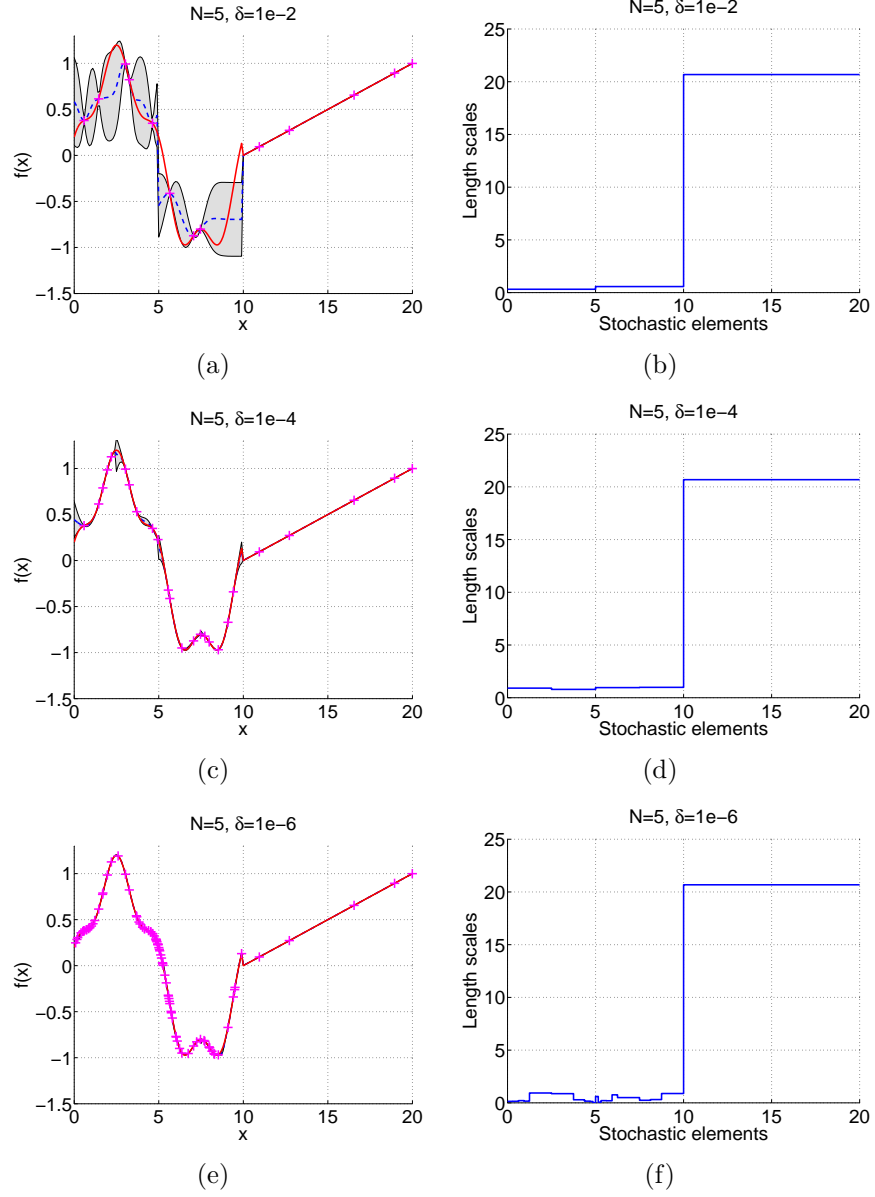 N=5, δ=1e−2
1
0.5
0
−0.5
−1
−1.5
f(x)
0 5 10 15 20
x
(a)
N=5, δ=1e−2
25
20
15
10
5
0
Length scales
0 5 10 15 20
Stochastic elements
(b)
N=5, δ=1e−4
1
0.5
0
−0.5
−1
−1.5
f(x)
0 5 10 15 20
x
(c)
N=5, δ=1e−4
25
20
15
10
5
0
Length scales
0 5 10 15 20
Stochastic elements
(d)
N=5, δ=1e−6
1
0.5
0
−0.5
−1
−1.5
f(x)
0 5 10 15 20
x
(e)
N=5, δ=1e−6
25
20
15
10
5
0
Length scales
0 5 10 15 20
Stochastic elements
(f)